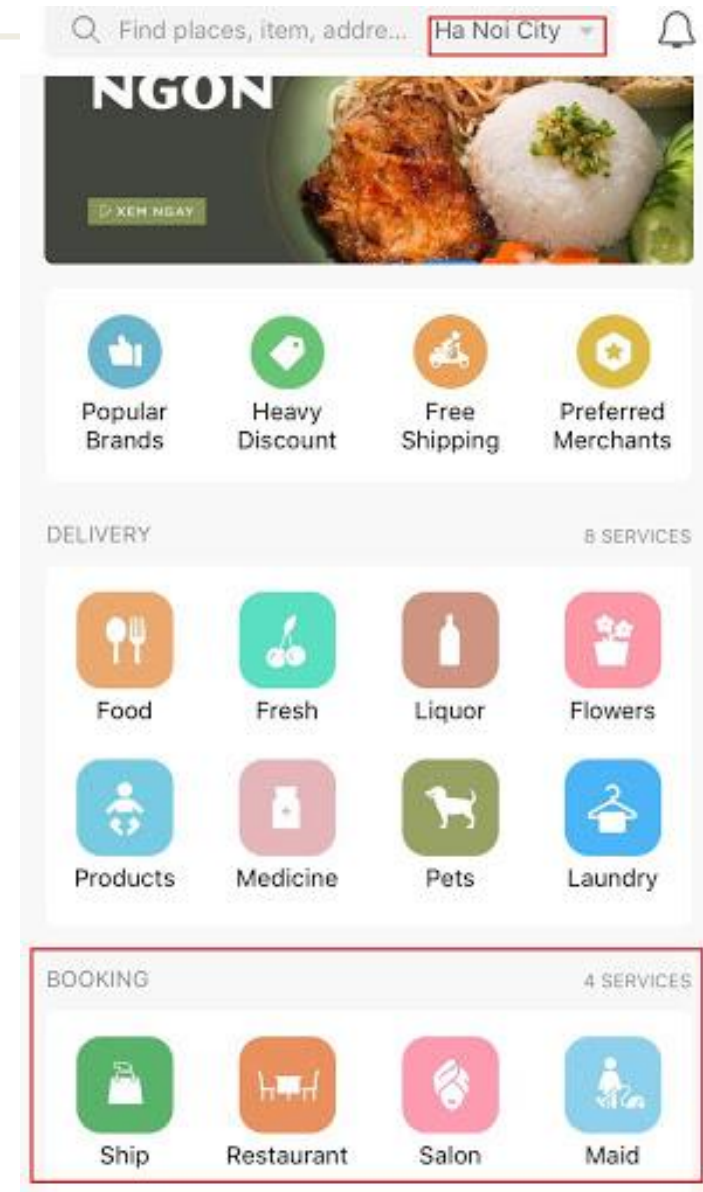 Find places, item, addre... Ha Noi City
NGON
XEM NGAY
Popular Brands
Heavy Discount
Free Shipping
Preferred Merchants
DELIVERY 8 SERVICES
Food Fresh Liquor Flowers
Products Medicine Pets Laundry
BOOKING 4 SERVICES
Ship Restaurant Salon Maid